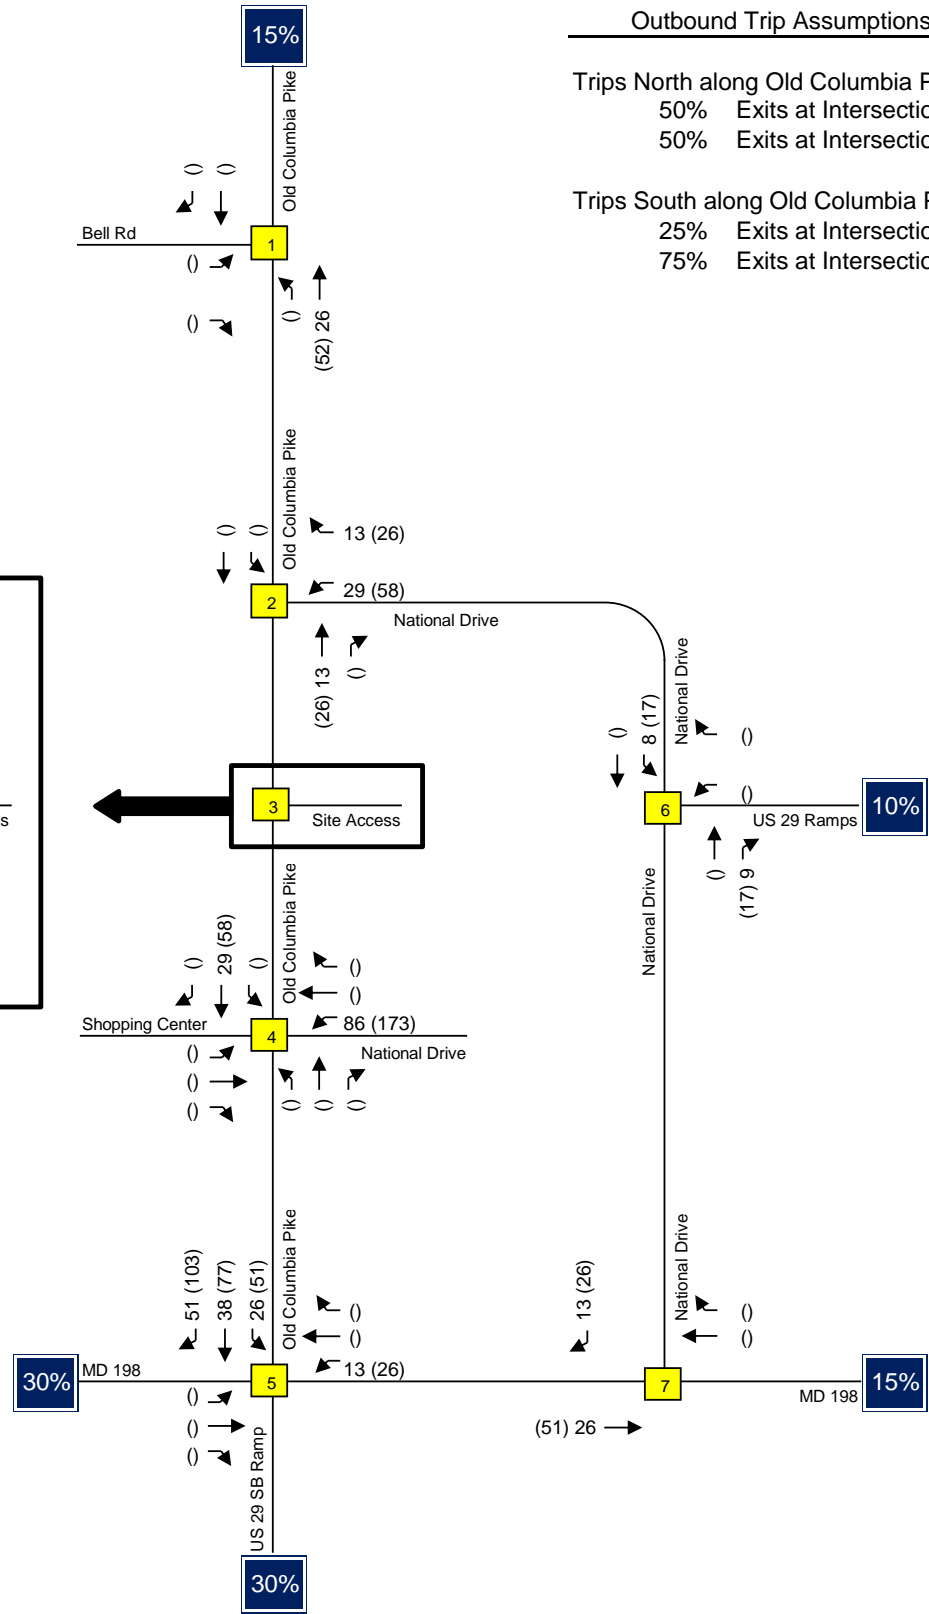 15%
Outbound Trip Assumptions
Trips North along Old Columbia P
50% Exits at Intersectio
50% Exits at Intersectio
Trips South along Old Columbia P
25% Exits at Intersectio
75% Exits at Intersectio
Old Columbia Pike
() ()
Bell Rd
1
()
()
()
(52) 26
Old Columbia Pike
() ()
13 (26)
2
29 (58)
National Drive
(26) 13
()
National Drive
()
8 (17)
()
3
Site Access
s
6
()
US 29 Ramps
10%
()
(17) 9
National Drive
Old Columbia Pike
()
29 (58)
()
()
()
Shopping Center
4
86 (173)
National Drive
()
()
()
() () ()
Old Columbia Pike
51 (103)
38 (77)
26 (51)
()
()
13 (26)
National Drive
()
()
30%
MD 198
5
13 (26)
7
MD 198
15%
()
()
()
(51) 26
US 29 SB Ramp
30%